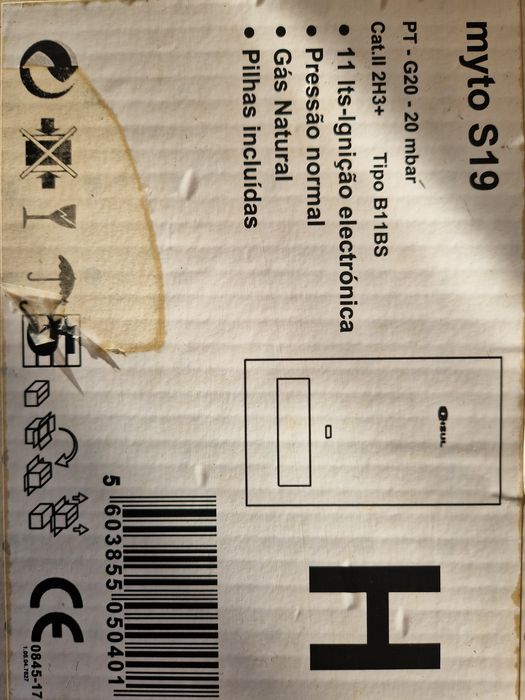 myto S19
PT - G20 - 20 mbar
Cat.II 2H3+ Tipo B11BS
• 11 lts-Ignição electrónica
• Pressão normal
• Gás Natural
• Pilhas incluídas
H
5 603855 050401
CE
0845-17